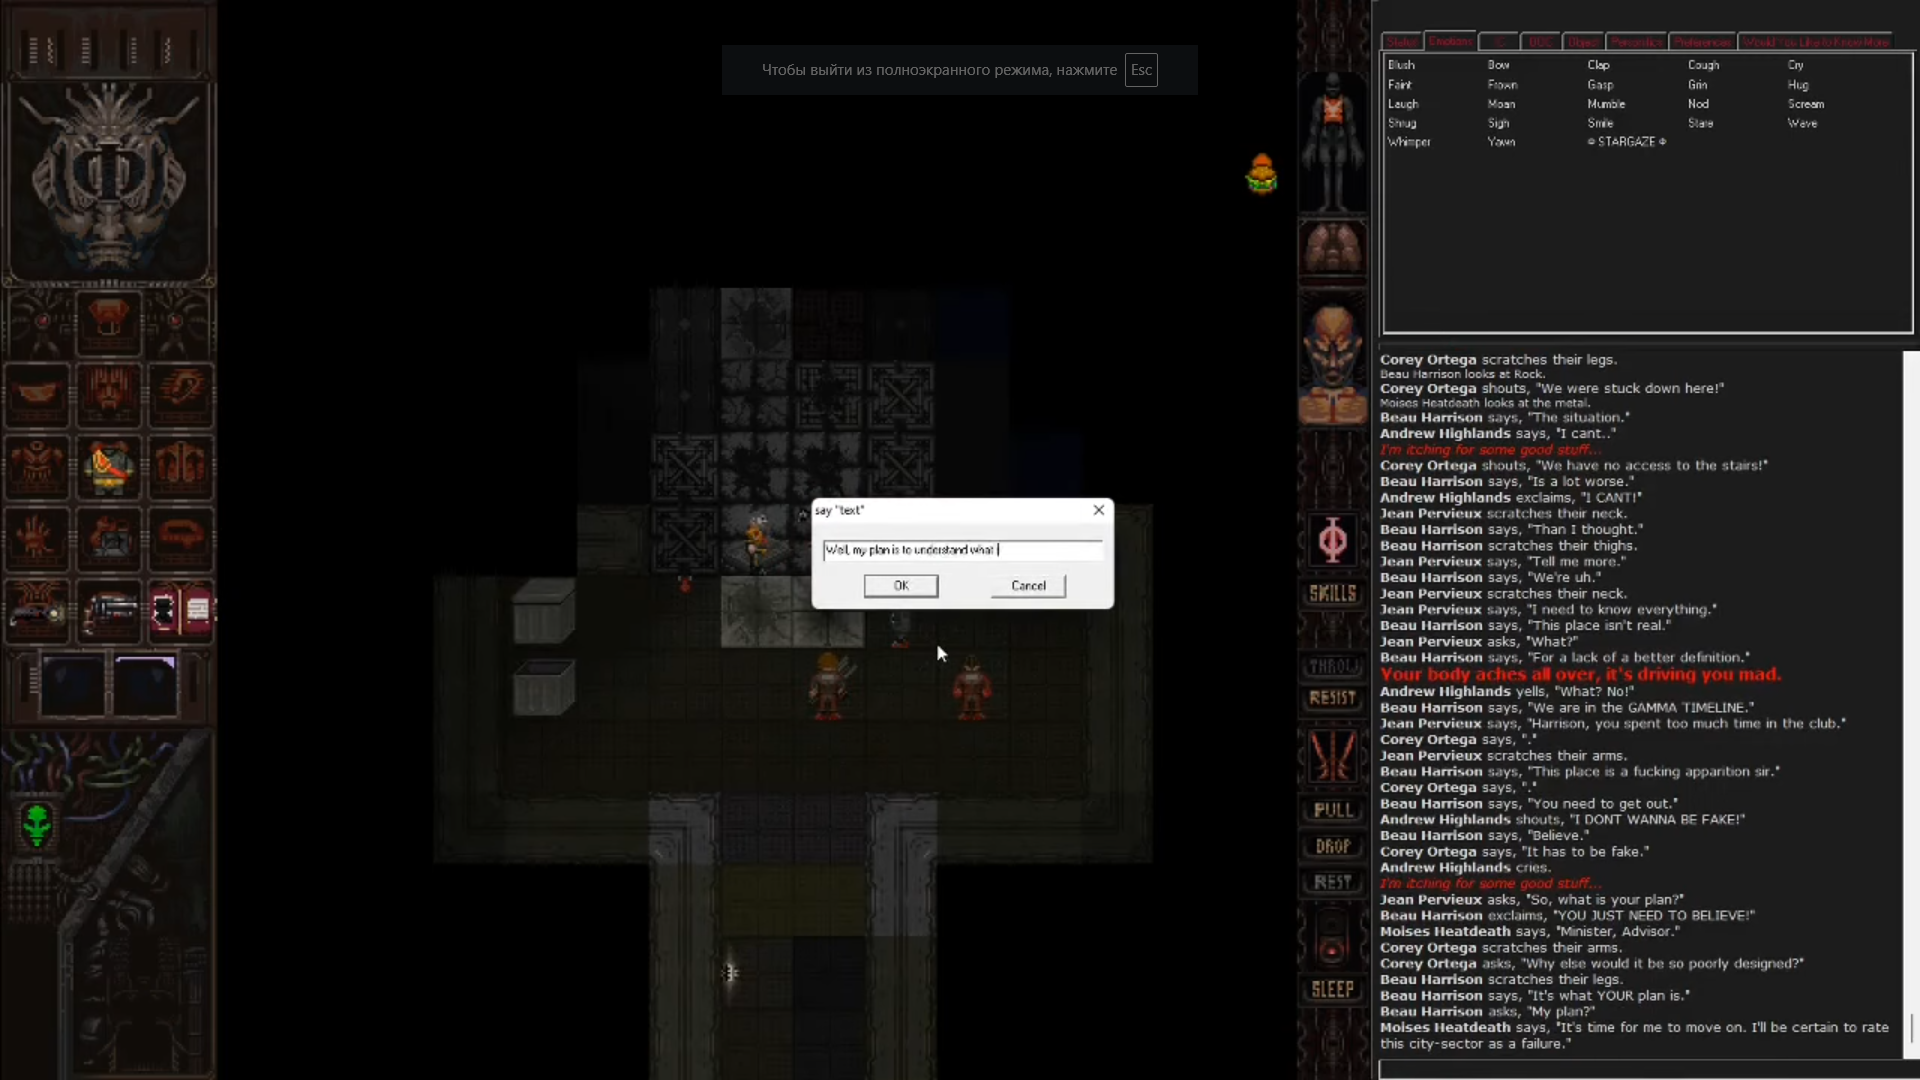 Чтобы выйти из полноэкранного режима, нажмите Esc
Status Emotions IC OOC Object Preferences Would You Like to Know More
Blush Bow Clap Cough Cry
Faint Frown Gasp Grin Hug
Laugh Moan Mumble Nod Scream
Shrug Sigh Smile Stare Wave
Whimper Yawn STARGAZE
say "text"
Well, my plan is to understand what
OK Cancel
SKILLS
THROW
RESIST
PULL
DROP
REST
SLEEP
Corey Ortega scratches their legs.
Beau Harrison looks at Rock.
Corey Ortega shouts, "We were stuck down here!"
Moises Heatdeath looks at the metal.
Beau Harrison says, "The situation."
Andrew Highlands says, "I cant.."
I'm itching for some good stuff...
Corey Ortega shouts, "We have no access to the stairs!"
Beau Harrison says, "Is a lot worse."
Andrew Highlands exclaims, "I CANT!"
Jean Pervieux scratches their neck.
Beau Harrison says, "Than I thought."
Beau Harrison scratches their thighs.
Jean Pervieux says, "Tell me more."
Beau Harrison says, "We're uh."
Jean Pervieux scratches their neck.
Jean Pervieux says, "I need to know everything."
Beau Harrison says, "This place isn't real."
Jean Pervieux asks, "What?"
Beau Harrison says, "For a lack of a better definition."
Your body aches all over, it's driving you mad.
Andrew Highlands yells, "What? No!"
Beau Harrison says, "We are in the GAMMA TIMELINE."
Jean Pervieux says, "Harrison, you spent too much time in the club."
Corey Ortega says, "."
Jean Pervieux scratches their arms.
Beau Harrison says, "This place is a fucking apparition sir."
Corey Ortega says, "."
Beau Harrison says, "You need to get out."
Andrew Highlands shouts, "I DONT WANNA BE FAKE!"
Beau Harrison says, "Believe."
Corey Ortega says, "It has to be fake."
Andrew Highlands cries.
I'm itching for some good stuff...
Jean Pervieux asks, "So, what is your plan?"
Beau Harrison exclaims, "YOU JUST NEED TO BELIEVE!"
Moises Heatdeath says, "Minister, Advisor."
Corey Ortega scratches their arms.
Corey Ortega asks, "Why else would it be so poorly designed?"
Beau Harrison scratches their legs.
Beau Harrison says, "It's what YOUR plan is."
Beau Harrison asks, "My plan?"
Moises Heatdeath says, "It's time for me to move on. I'll be certain to rate
this city-sector as a failure."